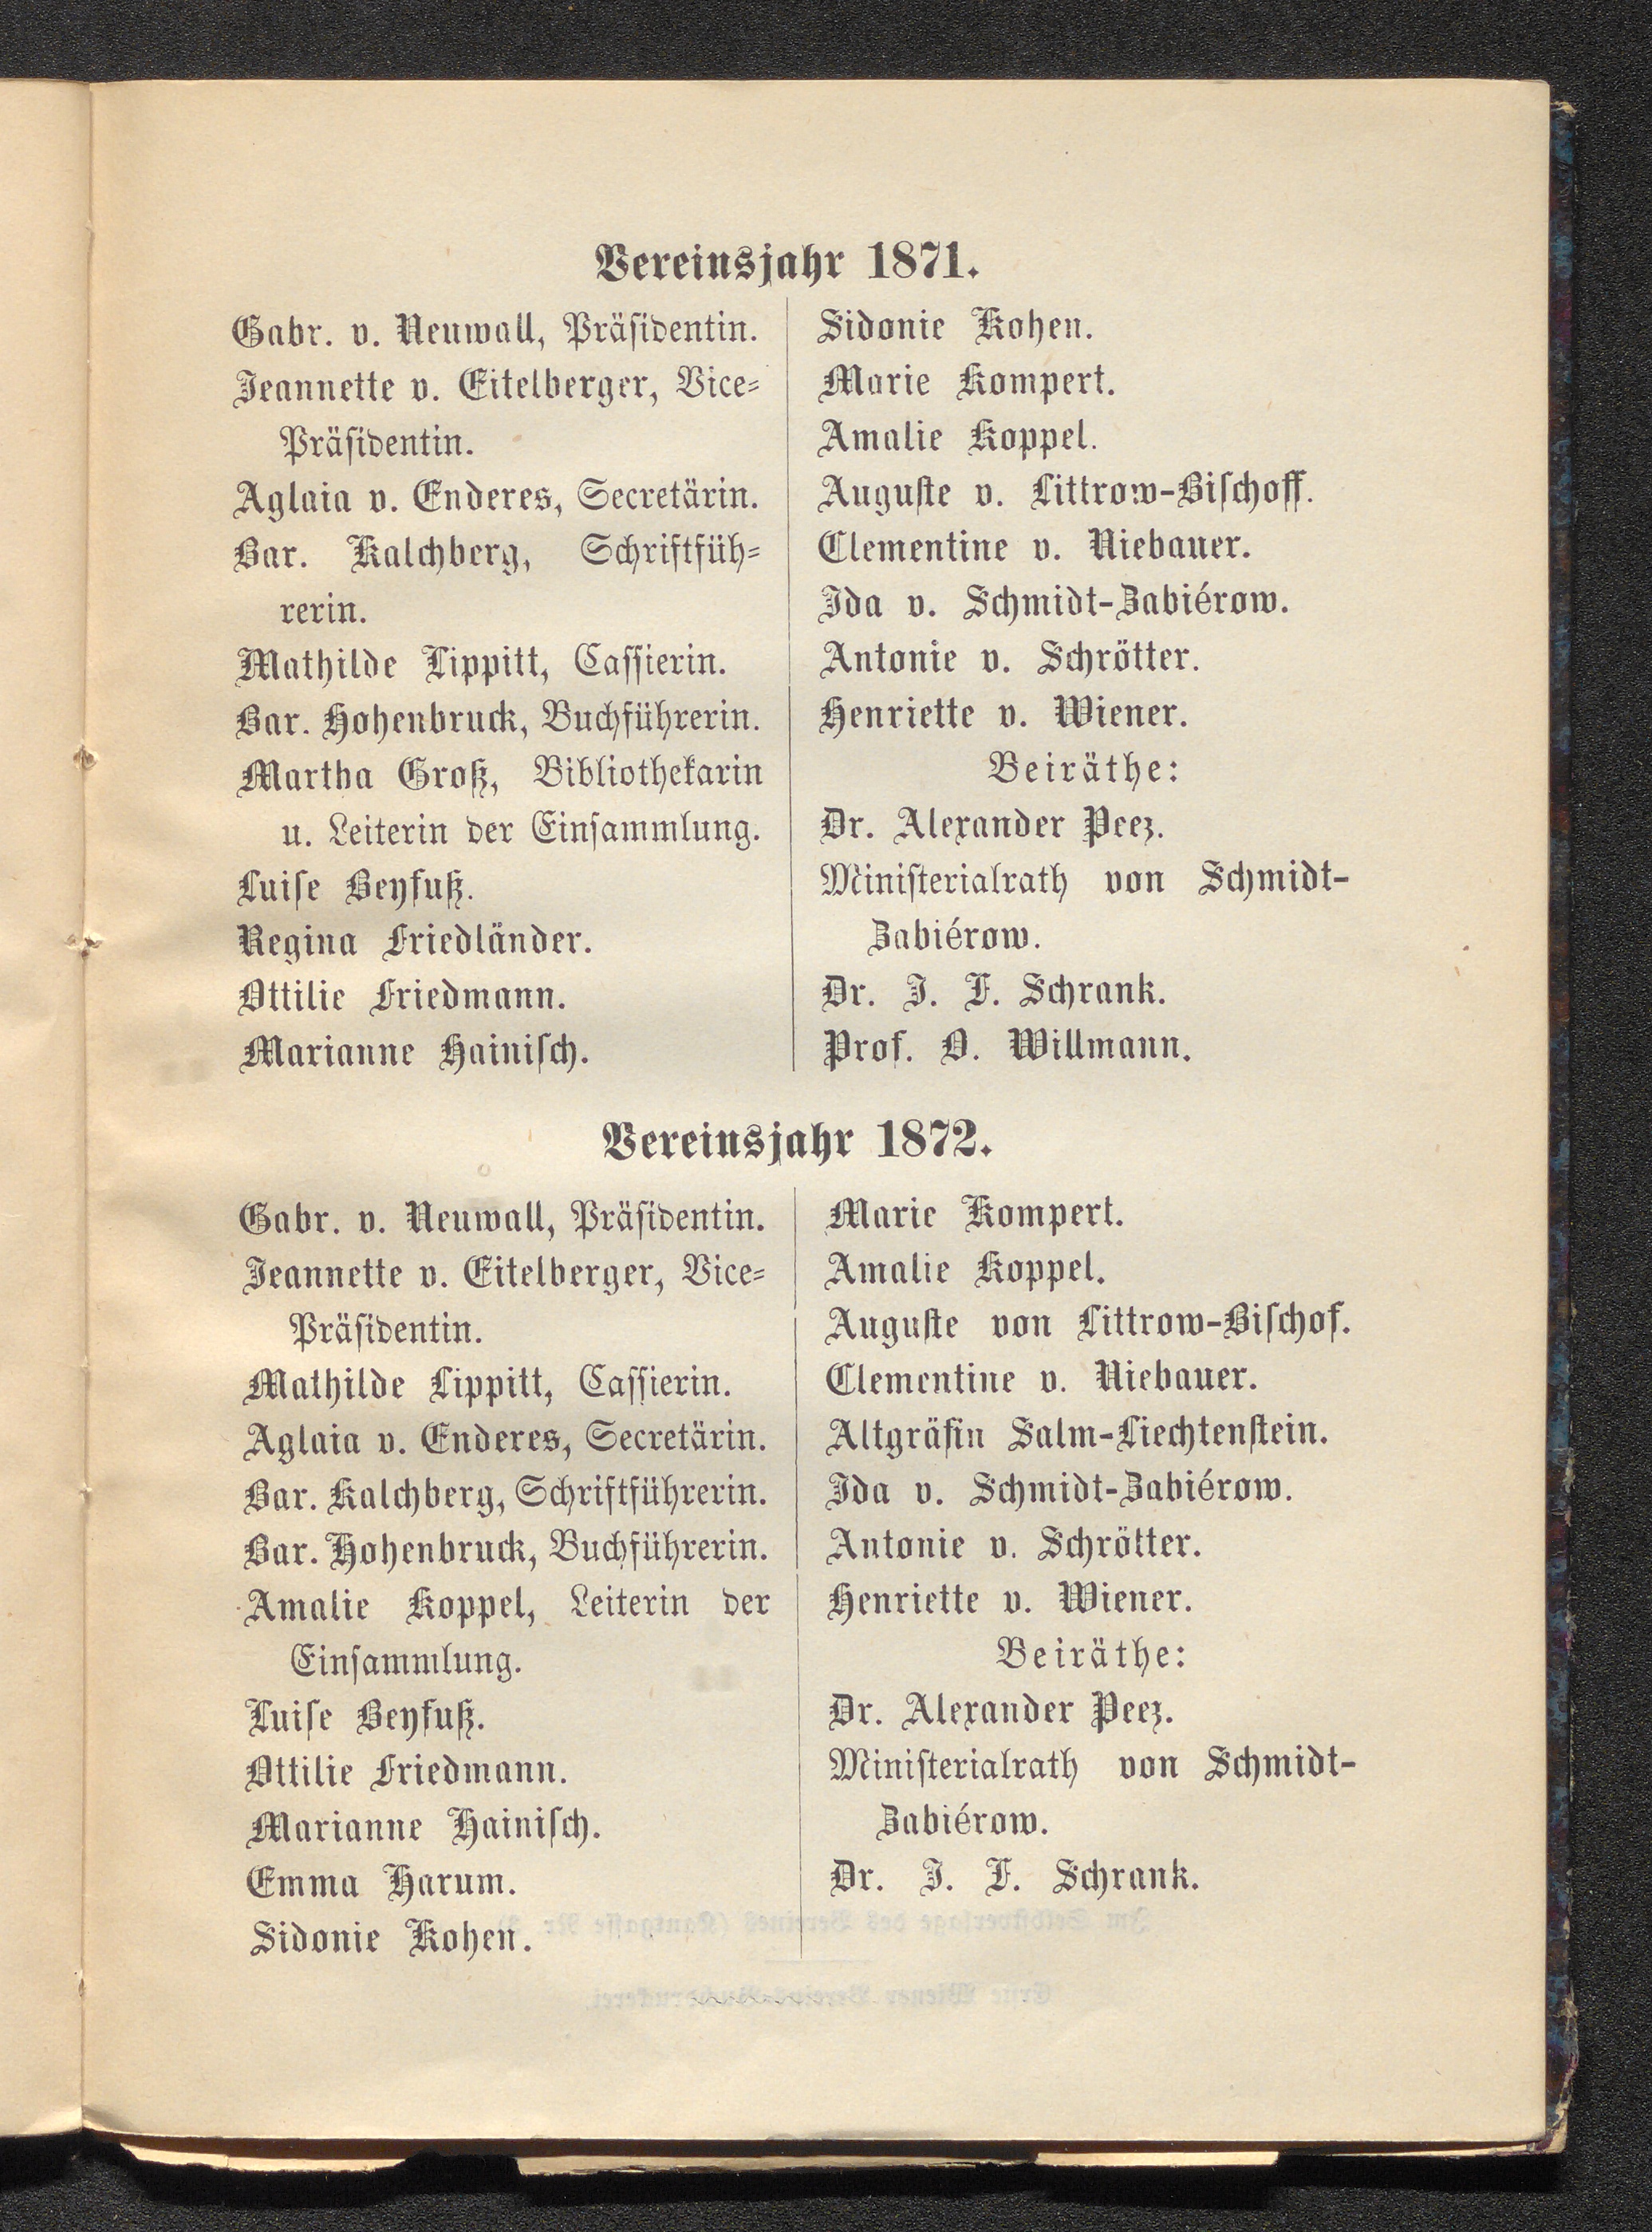 Vereinsjahr 1871.
Gabr. v. Neuwall, Präsidentin.
Jeannette v. Eitelberger, Vice-
Präsidentin.
Aglaia v. Enderes, Secretärin.
Bar. Kalchberg, Schriftfüh-
rerin.
Mathilde Lippitt, Cassierin.
Bar. Hohenbruck, Buchführerin.
Martha Groß, Bibliothekarin
u. Leiterin der Einsammlung.
Luise Beyfuß.
Regina Friedländer.
Ottilie Friedmann.
Marianne Hainisch.
Sidonie Kohen.
Marie Kompert.
Amalie Koppel.
Auguste v. Littrow-Bischoff.
Clementine v. Niebauer.
Ida v. Schmidt-Zabiérow.
Antonie v. Schrötter.
Henriette v. Wiener.
Beiräthe:
Dr. Alexander Peez.
Ministerialrath von Schmidt-
Zabiérow.
Dr. J. F. Schrank.
Prof. O. Willmann.
Vereinsjahr 1872.
Gabr. v. Neuwall, Präsidentin.
Jeannette v. Eitelberger, Vice-
Präsidentin.
Mathilde Lippitt, Cassierin.
Aglaia v. Enderes, Secretärin.
Bar. Kalchberg, Schriftführerin.
Bar. Hohenbruck, Buchführerin.
Amalie Koppel, Leiterin der
Einsammlung.
Luise Beyfuß.
Ottilie Friedmann.
Marianne Hainisch.
Emma Harum.
Sidonie Kohen.
Marie Kompert.
Amalie Koppel.
Auguste von Littrow-Bischof.
Clementine v. Niebauer.
Altgräfin Salm-Liechtenstein.
Ida v. Schmidt-Zabiérow.
Antonie v. Schrötter.
Henriette v. Wiener.
Beiräthe:
Dr. Alexander Peez.
Ministerialrath von Schmidt-
Zabiérow.
Dr. J. F. Schrank.